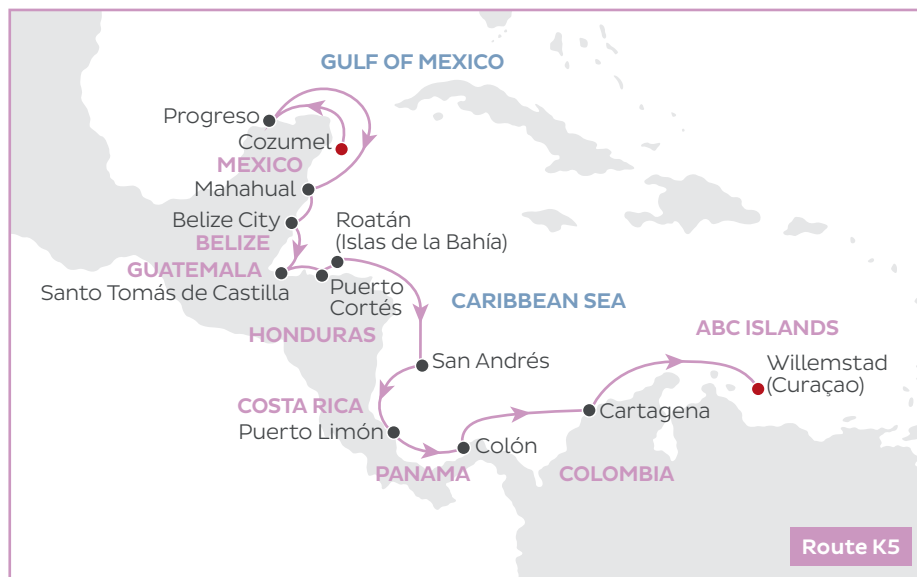 GULF OF MEXICO
Progreso
Cozumel
MEXICO
Mahahual
Belize City
Roatán
(Islas de la Bahía)
BELIZE
GUATEMALA
Santo Tomás de Castilla
Puerto
Cortés
CARIBBEAN SEA
HONDURAS
ABC ISLANDS
San Andrés
Willemstad
(Curaçao)
COSTA RICA
Puerto Limón
Cartagena
Colón
PANAMA
COLOMBIA
Route K5